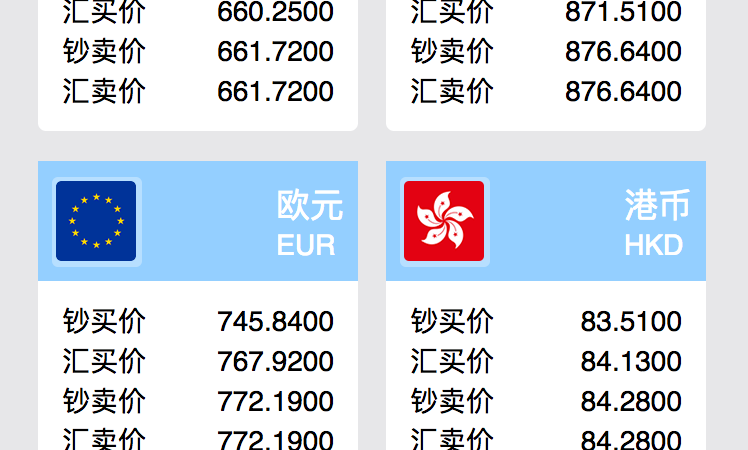 汇买价 660.2500
钞卖价 661.7200
汇卖价 661.7200
汇买价 871.5100
钞卖价 876.6400
汇卖价 876.6400
欧元
EUR
钞买价 745.8400
汇买价 767.9200
钞卖价 772.1900
汇卖价 772.1900
港币
HKD
钞买价 83.5100
汇买价 84.1300
钞卖价 84.2800
汇卖价 84.2800